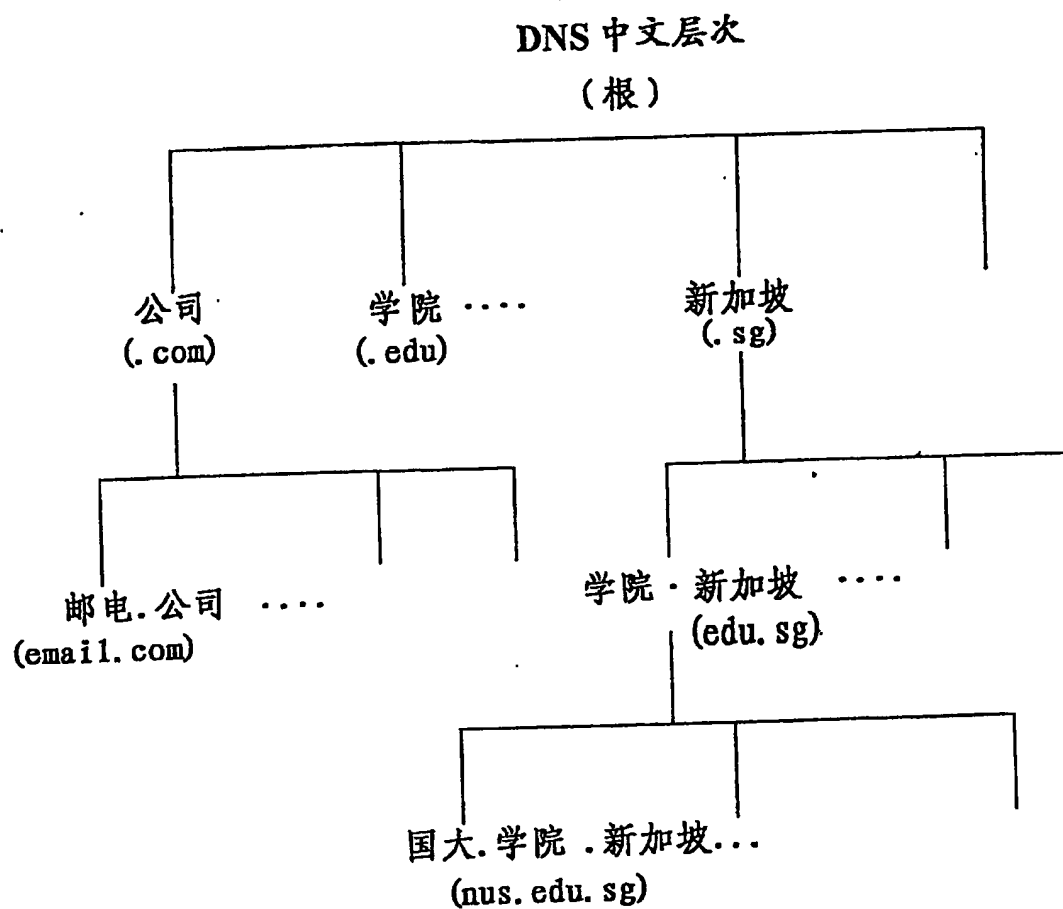 DNS 中文层次
(根)
公司 学院 ···· 新加坡
(.com) (.edu) (.sg)
邮电.公司 ···· 学院·新加坡 ····
(email.com) (edu.sg)
国大.学院.新加坡...
(nus.edu.sg)